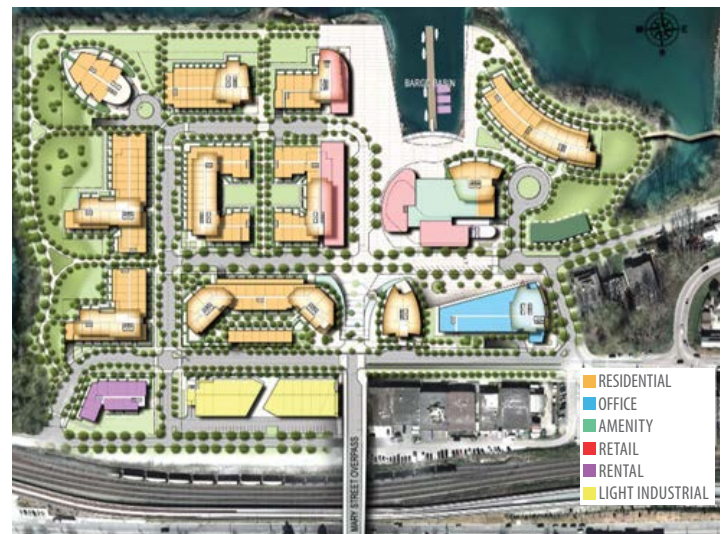 BARGE BASIN
RESIDENTIAL
OFFICE
AMENITY
RETAIL
RENTAL
LIGHT INDUSTRIAL
MARY STREET OVERPASS